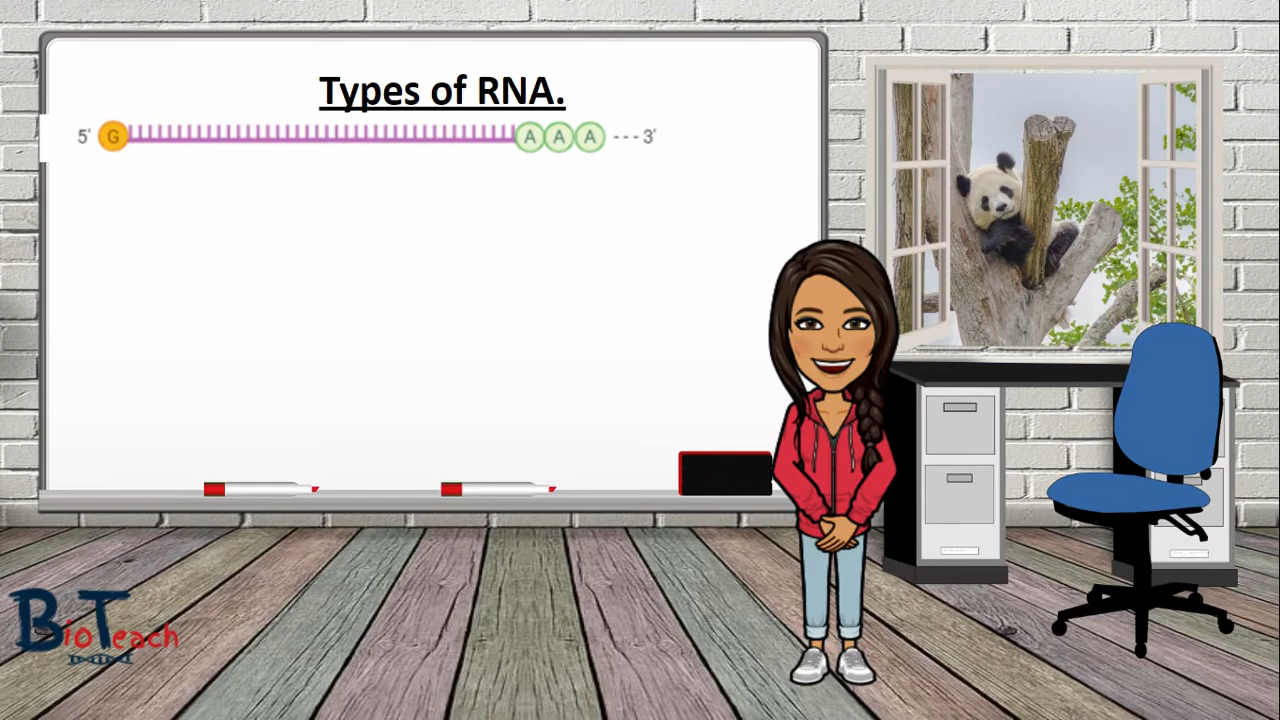 Types of RNA.
5' G A A A --- 3'
BioTeach